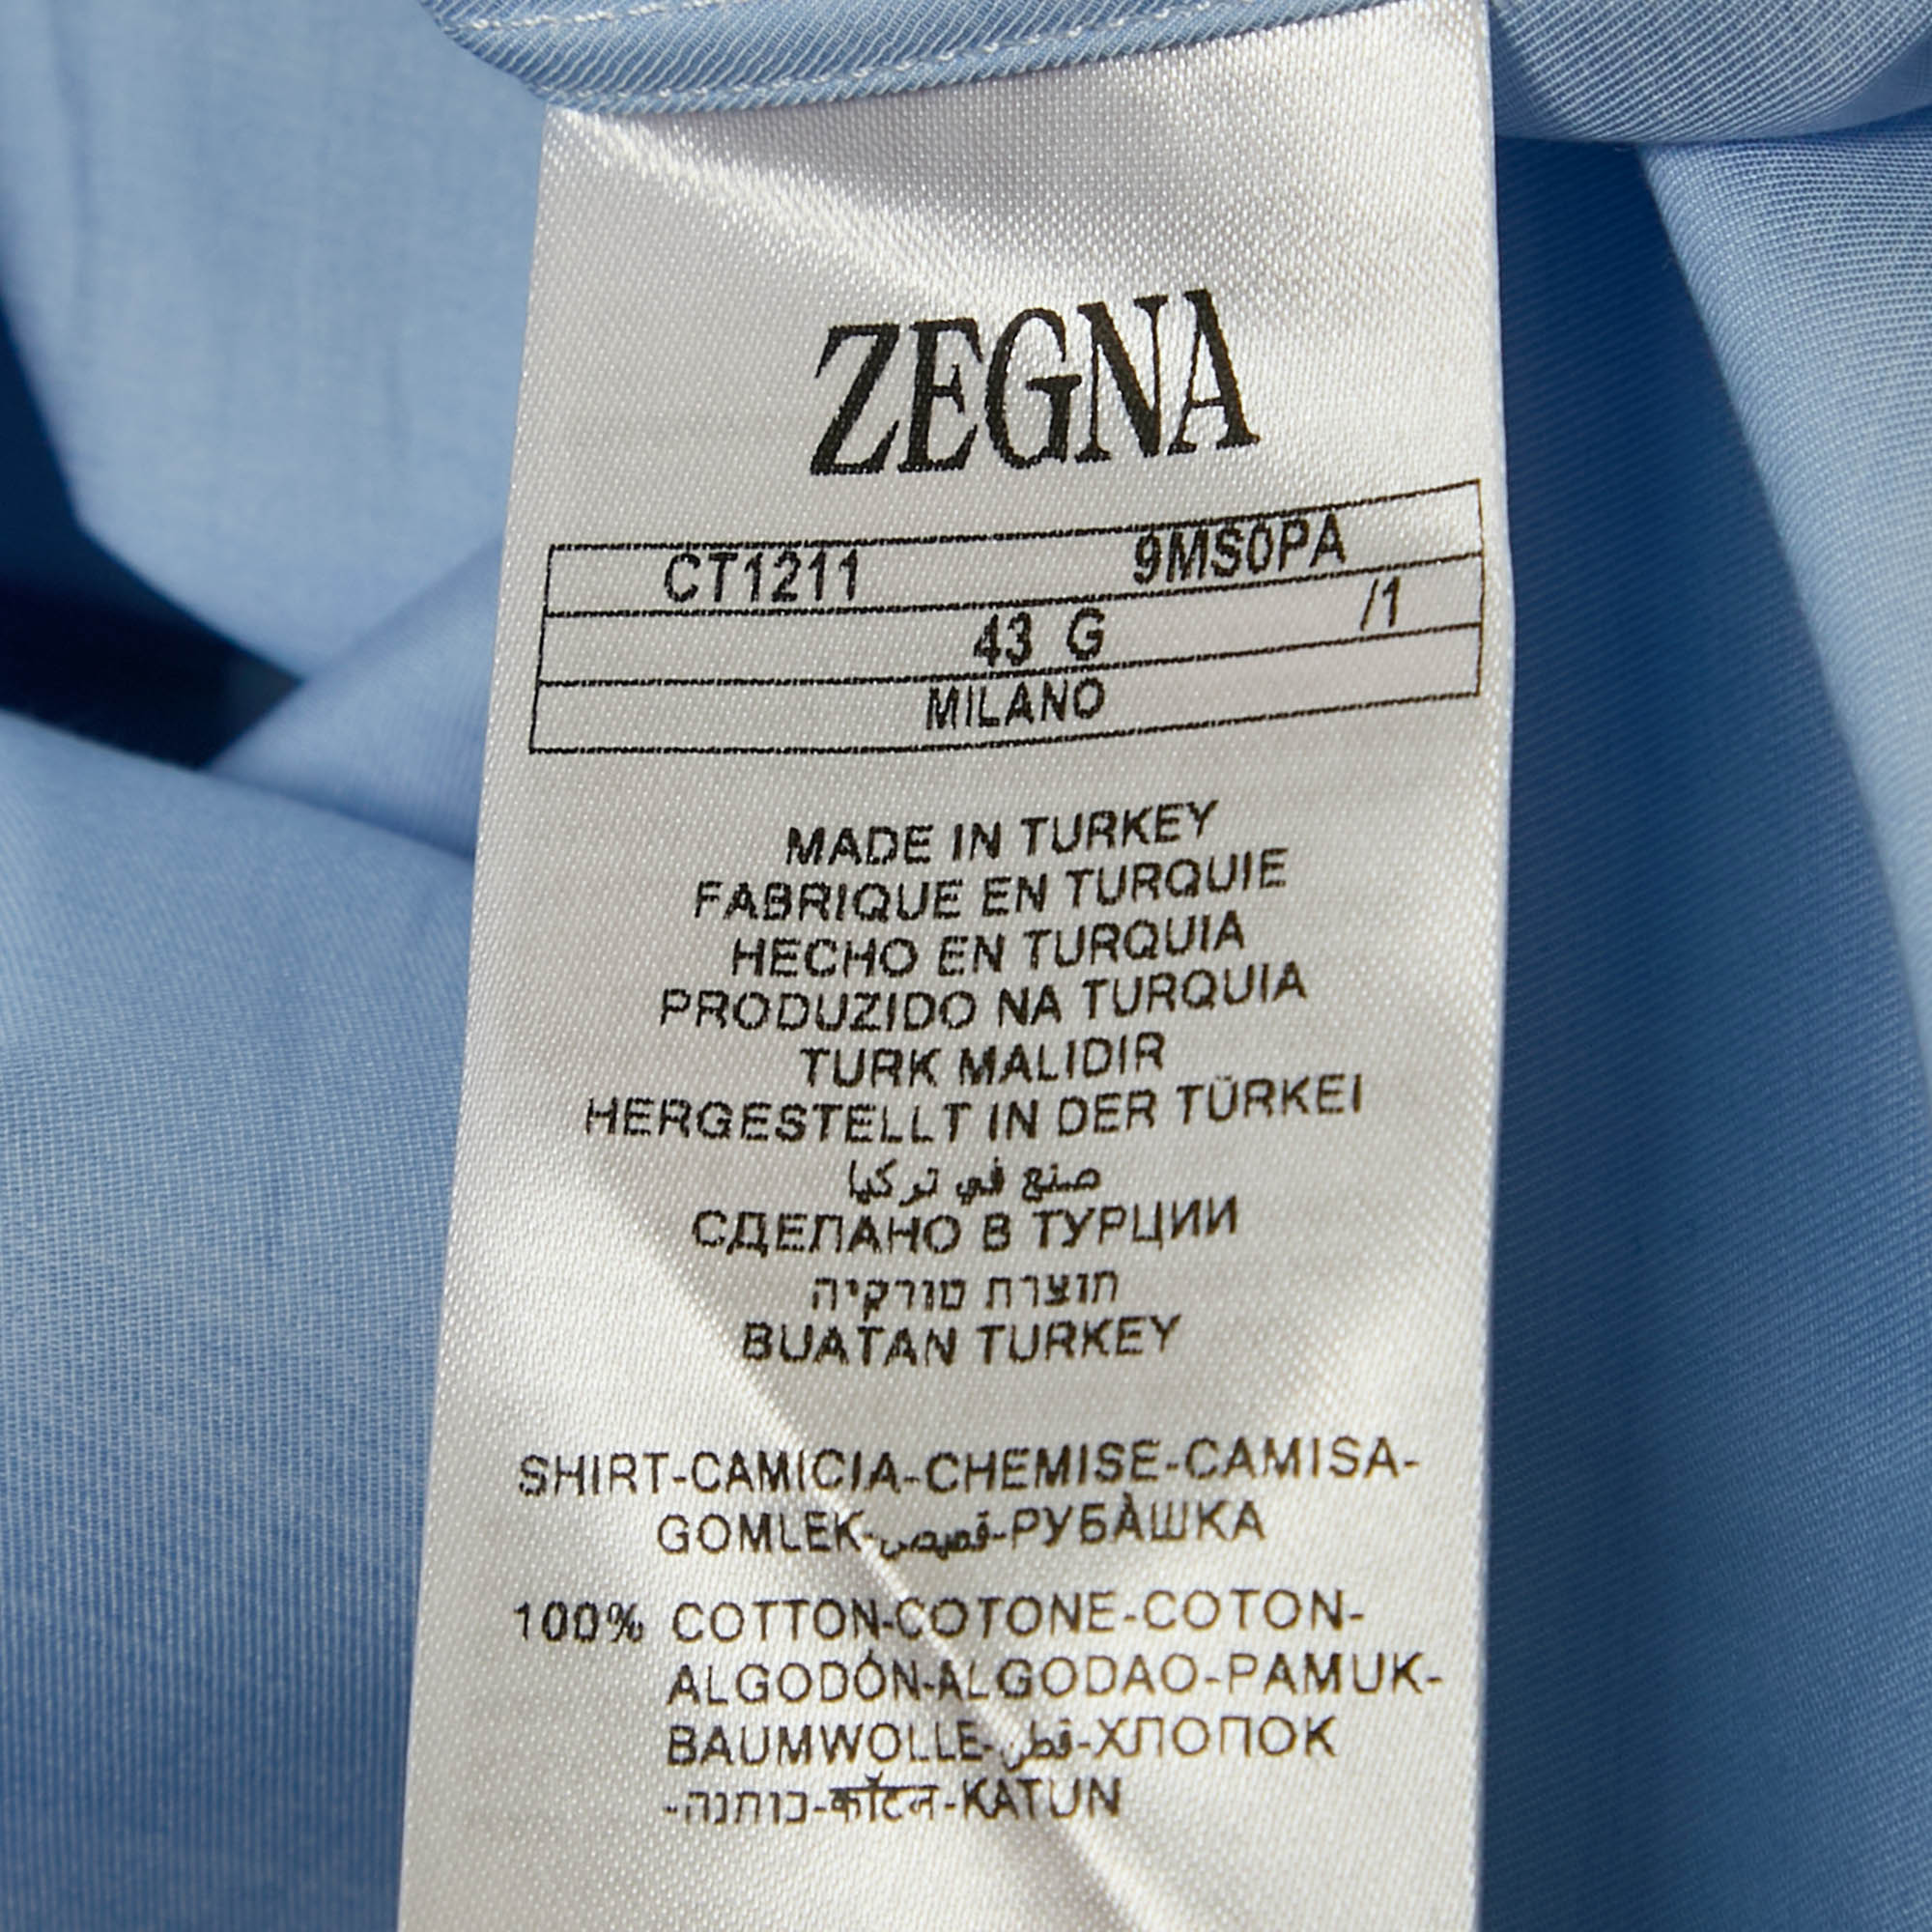 ZEGNA
CT1211 9MS0PA
43 G /1
MILANO
MADE IN TURKEY
FABRIQUE EN TURQUIE
HECHO EN TURQUIA
PRODUZIDO NA TURQUIA
TURK MALIDIR
HERGESTELLT IN DER TÜRKEI
صنع في تركيا
СДЕЛАНО В ТУРЦИИ
תוצרת טורקיה
BUATAN TURKEY
SHIRT-CAMICIA-CHEMISE-CAMISA-
GOMLEK-قميص-РУБÀШКА
100% COTTON-COTONE-COTON-
ALGODÓN-ALGODAO-PAMUK-
BAUMWOLLE-قطن-ХЛОПОК
-כותנה-कॉटन-KATUN